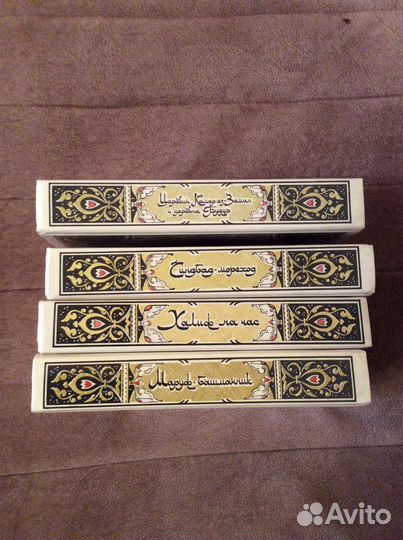 Царевич Камар-аз-Заман
и царевна Будур
Синдбад-мореход
Халиф на час
Маруф-башмачник
Avito